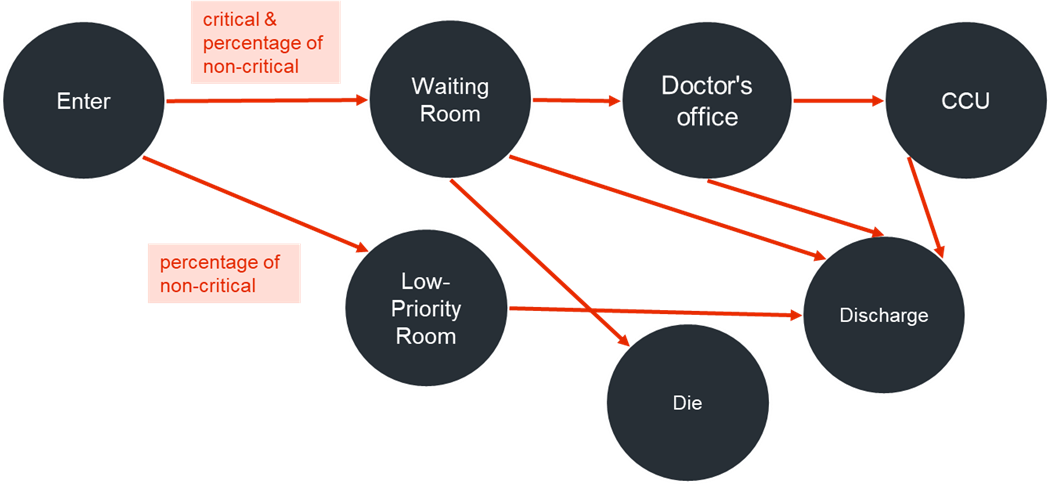 critical &
percentage of
non-critical
Enter
Waiting
Room
Doctor's
office
CCU
percentage of
non-critical
Low-
Priority
Room
Discharge
Die